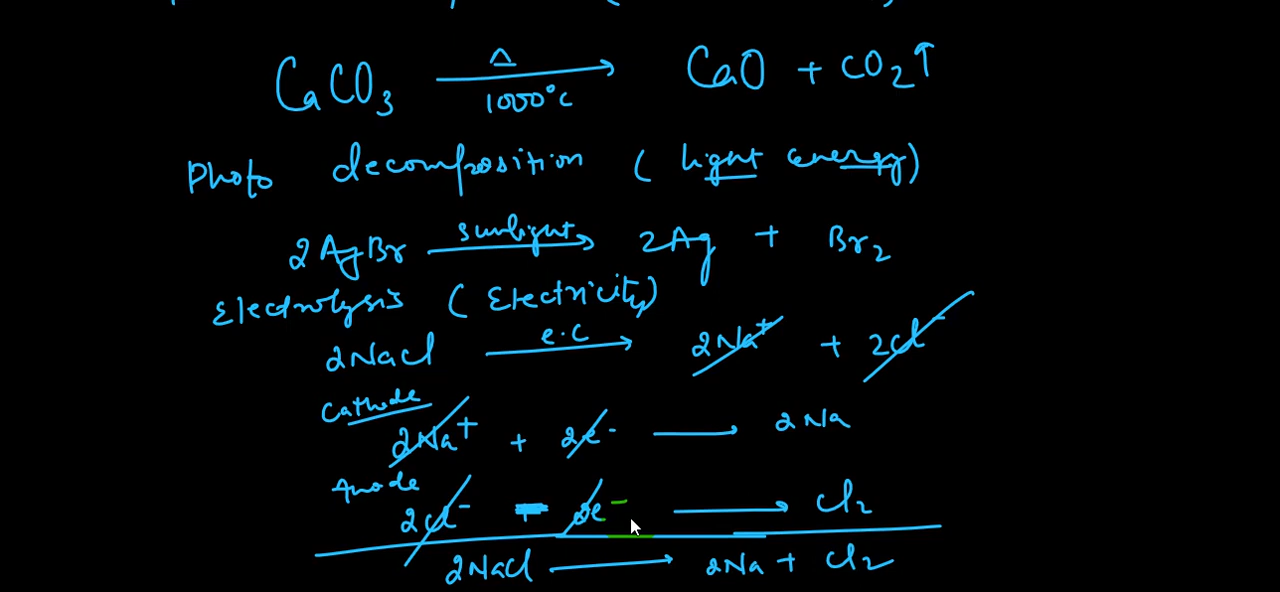 CaCO₃ —Δ 1000°C→ CaO + CO₂↑
Photo decomposition (light energy)
2AgBr —sunlight→ 2Ag + Br₂
Electrolysis (Electricity)
2NaCl —e.c→ 2Na⁺ + 2Cl⁻
Cathode
2Na⁺ + 2e⁻ → 2Na
Anode
2Cl⁻ - 2e⁻ → Cl₂
2NaCl → 2Na + Cl₂